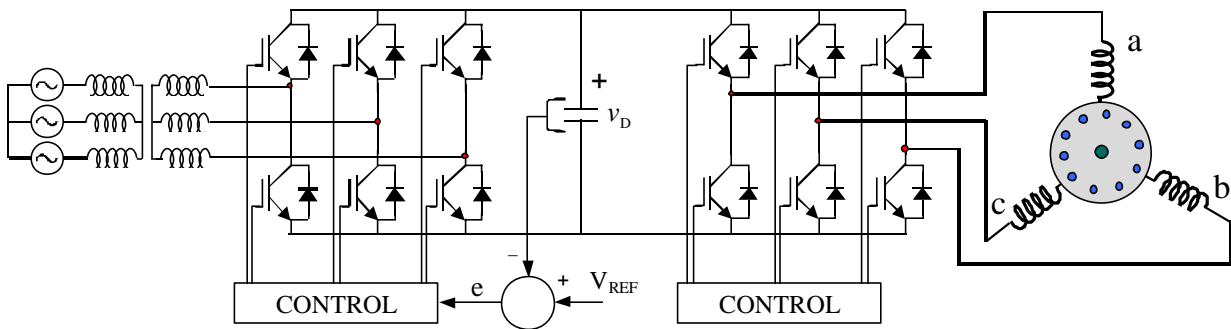 a
+
v_D
b
c
−
+
CONTROL
e
V_REF
CONTROL